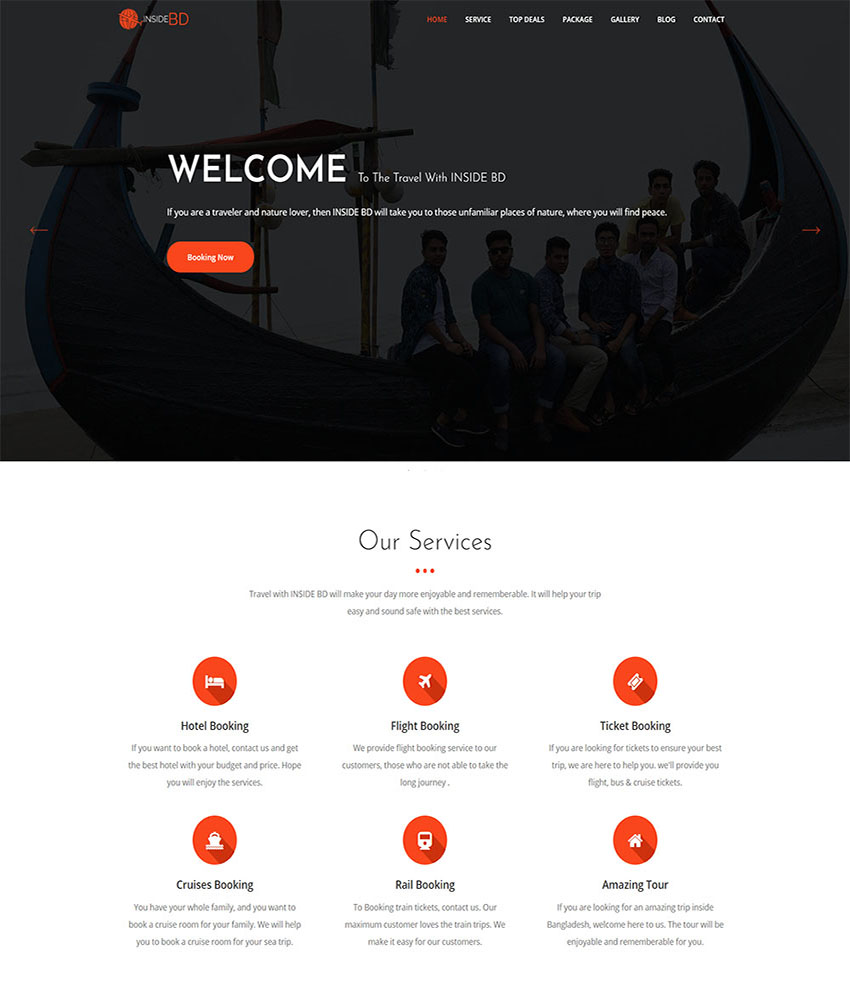 INSIDEBD
HOME SERVICE TOP DEALS PACKAGE GALLERY BLOG CONTACT
WELCOME To The Travel With INSIDE BD
If you are a traveler and nature lover, then INSIDE BD will take you to those unfamiliar places of nature, where you will find peace.
Booking Now
Our Services
Travel with INSIDE BD will make your day more enjoyable and rememberable. It will help your trip
easy and sound safe with the best services.
Hotel Booking
If you want to book a hotel, contact us and get
the best hotel with your budget and price. Hope
you will enjoy the services.
Flight Booking
We provide flight booking service to our
customers, those who are not able to take the
long journey .
Ticket Booking
If you are looking for tickets to ensure your best
trip, we are here to help you. we'll provide you
flight, bus & cruise tickets.
Cruises Booking
You have your whole family, and you want to
book a cruise room for your family. We will help
you to book a cruise room for your sea trip.
Rail Booking
To Booking train tickets, contact us. Our
maximum customer loves the train trips. We
make it easy for our customers.
Amazing Tour
If you are looking for an amazing trip inside
Bangladesh, welcome here to us. The tour will be
enjoyable and rememberable for you.